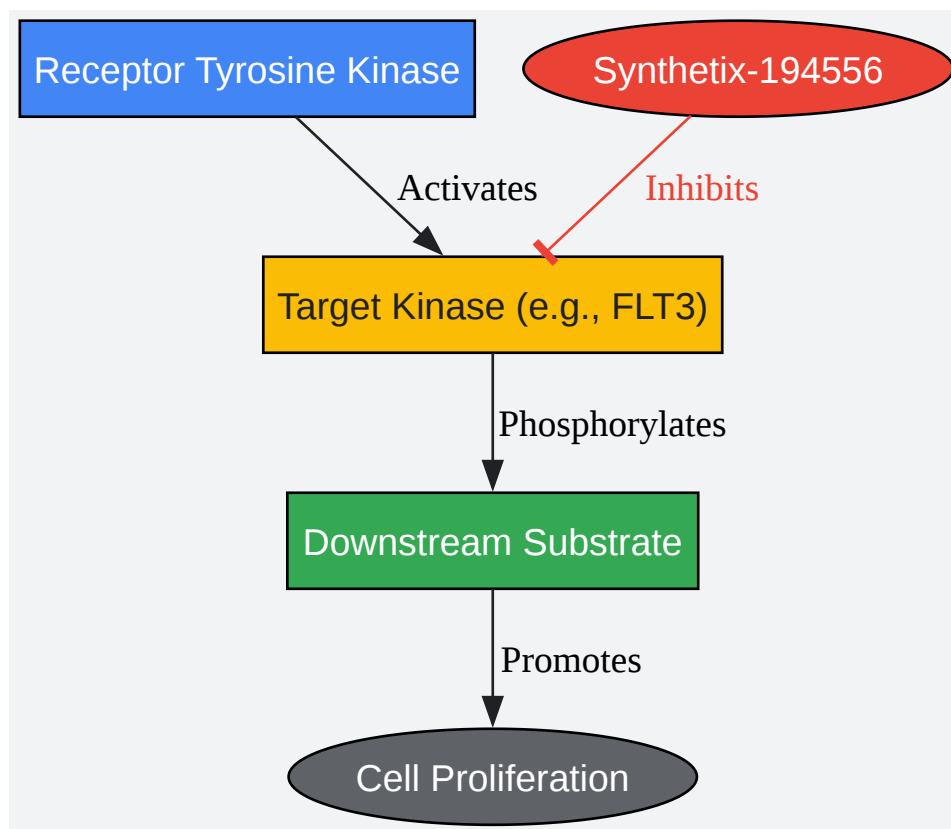 Receptor Tyrosine Kinase
Synthetix-194556
Activates
Inhibits
Target Kinase (e.g., FLT3)
Phosphorylates
Downstream Substrate
Promotes
Cell Proliferation